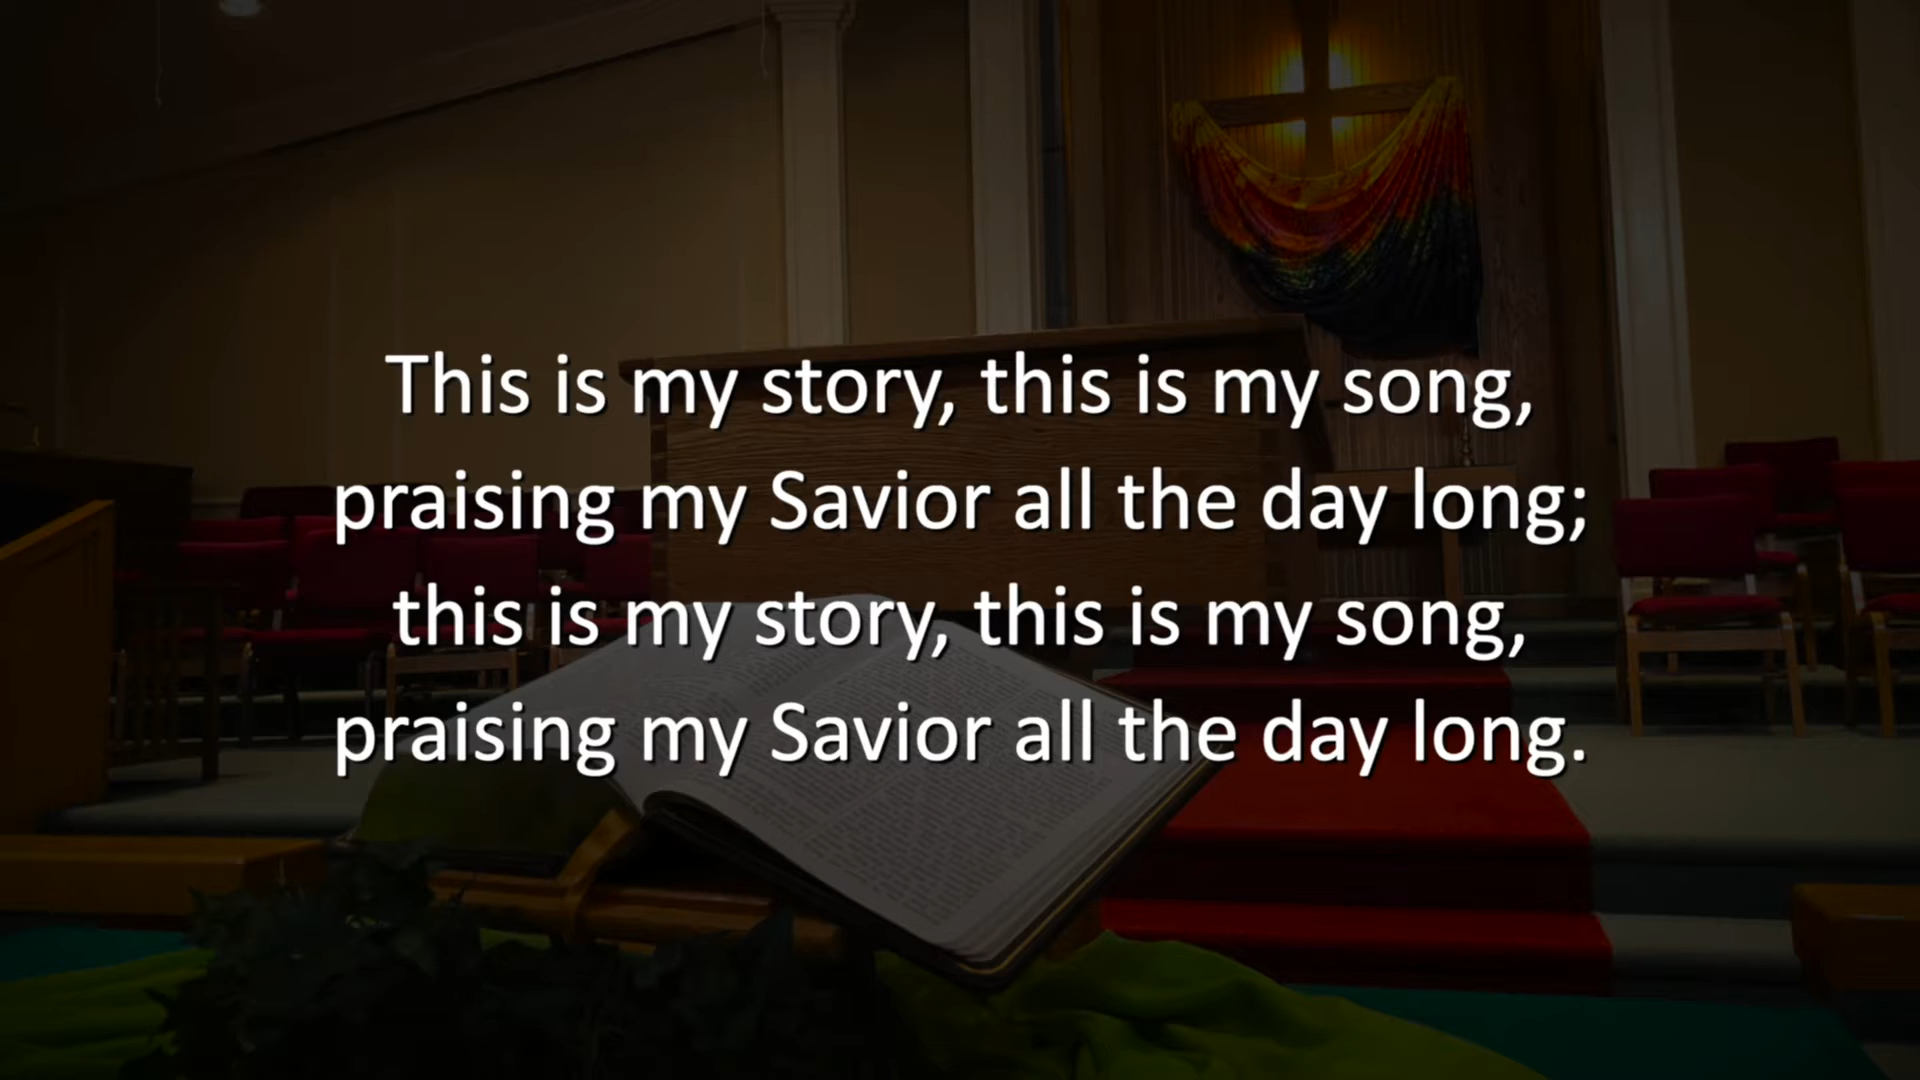 This is my story, this is my song,
praising my Savior all the day long;
this is my story, this is my song,
praising my Savior all the day long.